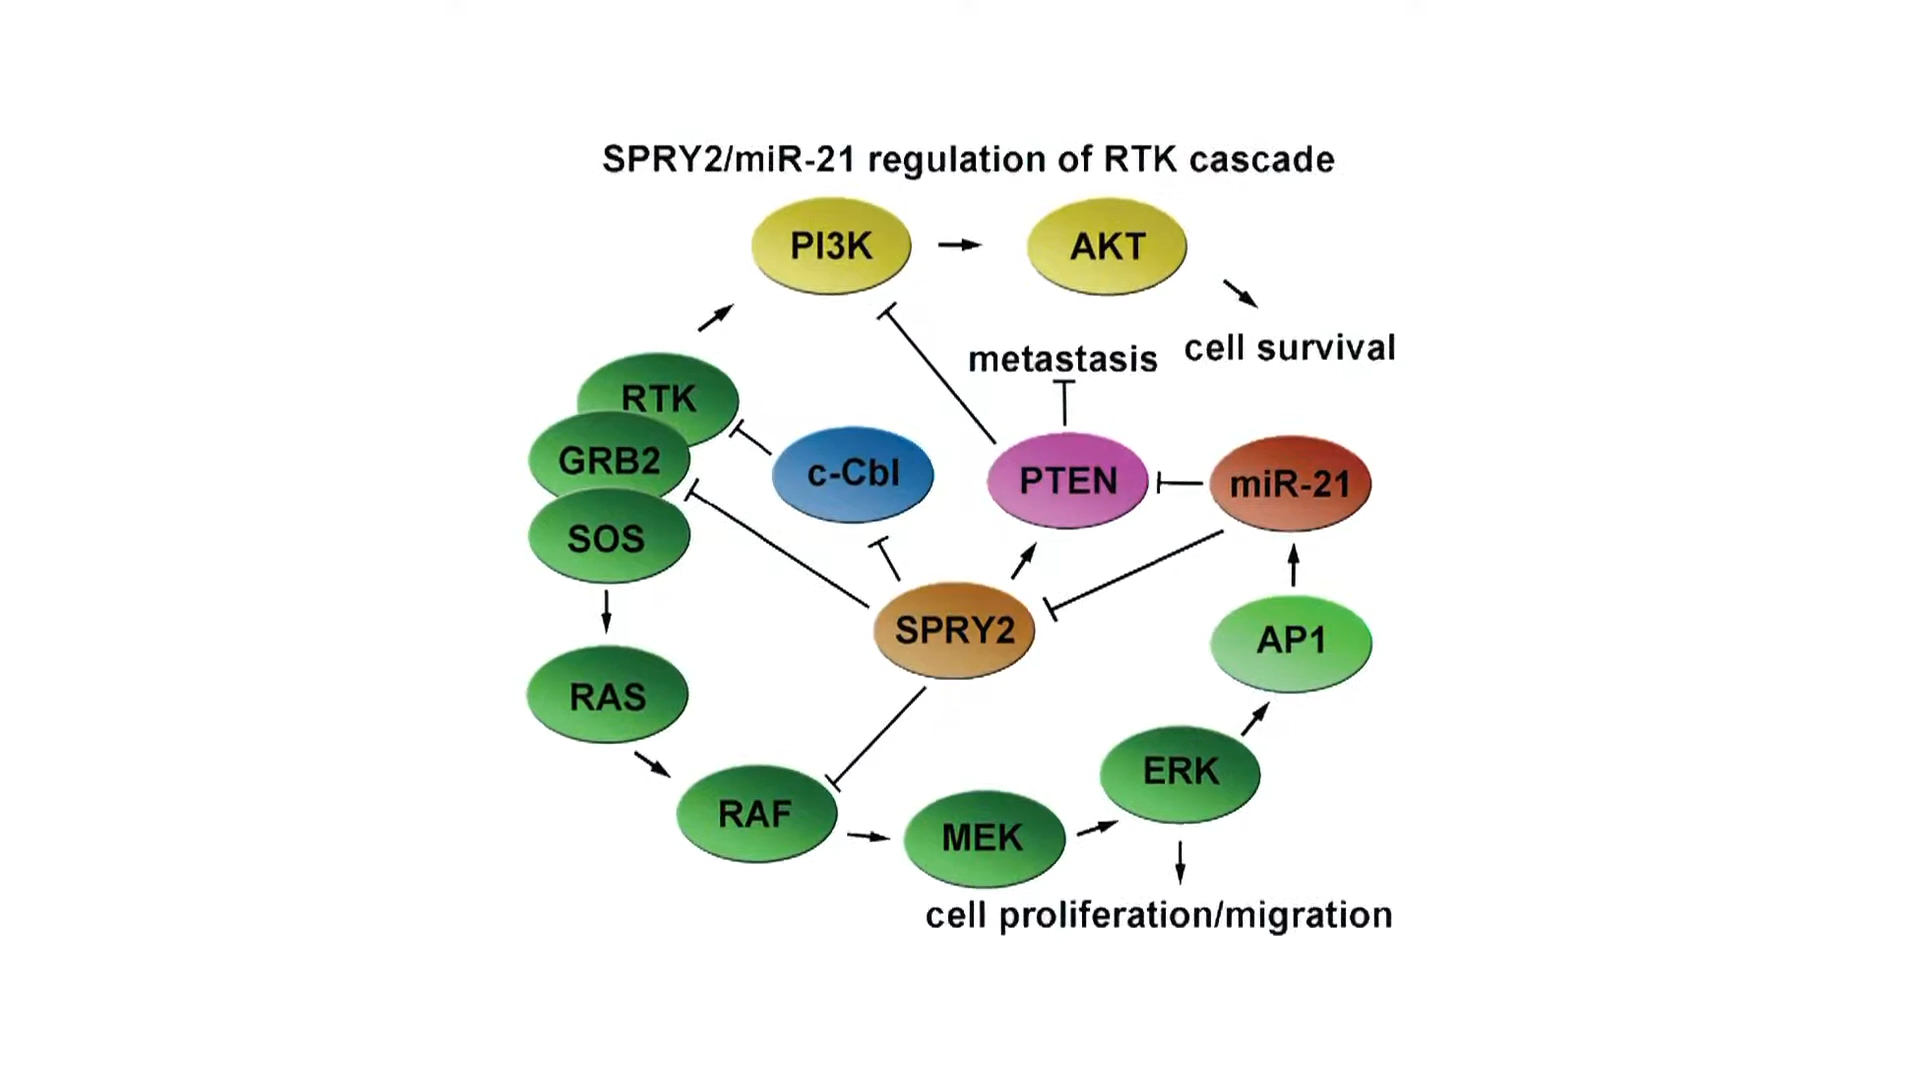 SPRY2/miR-21 regulation of RTK cascade
PI3K
AKT
cell survival
metastasis
RTK
GRB2
SOS
c-Cbl
PTEN
miR-21
SPRY2
AP1
RAS
RAF
MEK
ERK
cell proliferation/migration